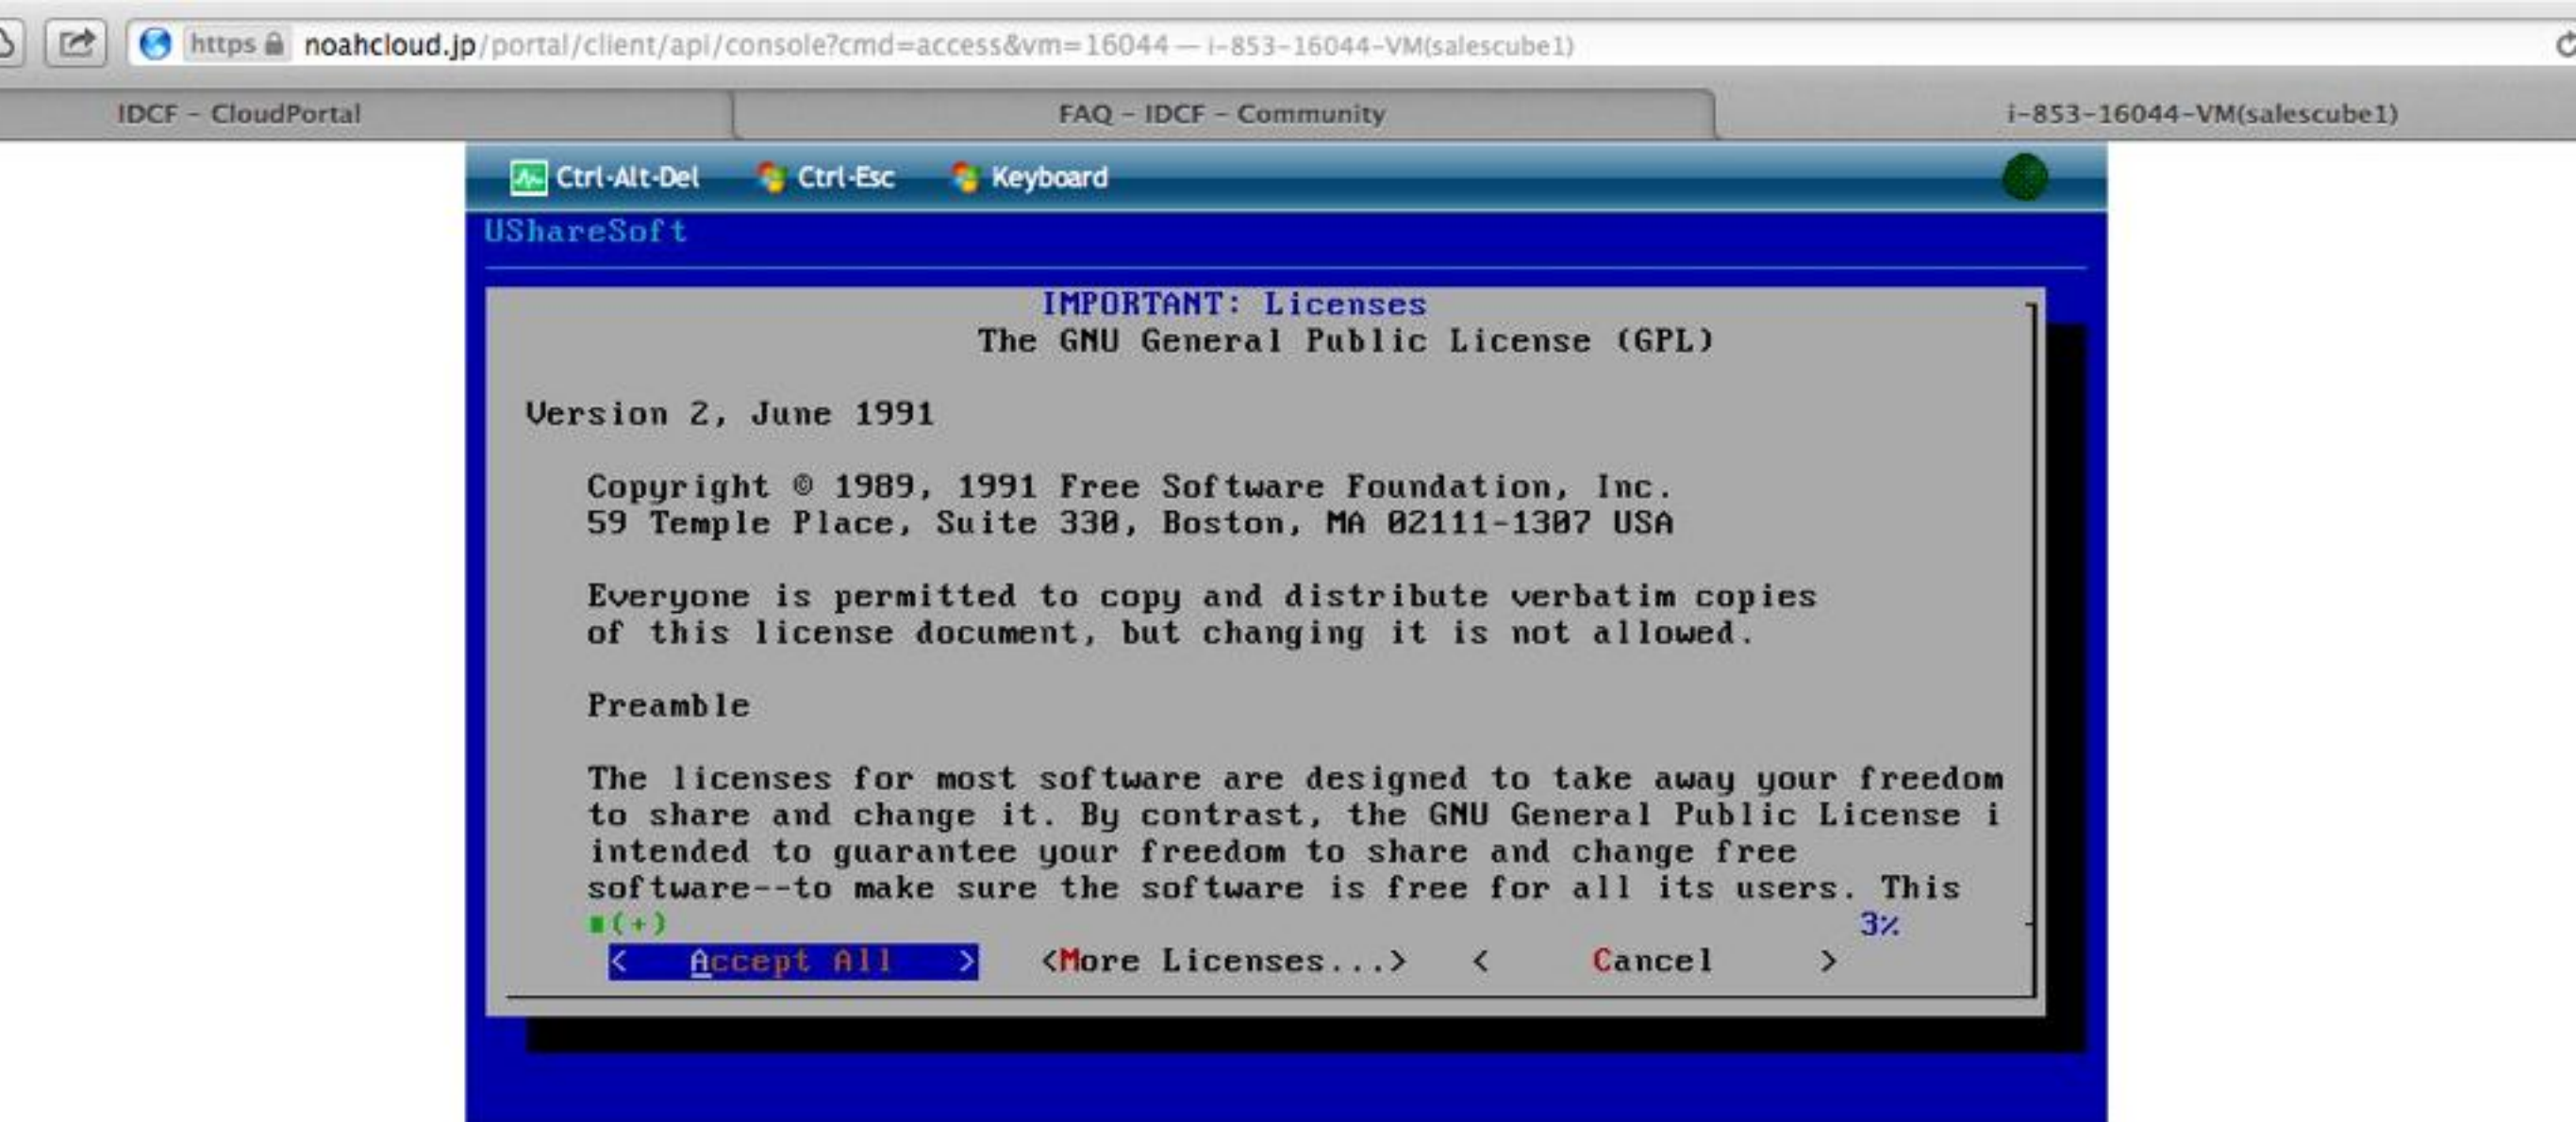 https noahcloud.jp/portal/client/api/console?cmd=access&vm=16044 — i-853-16044-VM(salescube1)
IDCF - CloudPortal FAQ - IDCF - Community i-853-16044-VM(salescube1)
Ctrl-Alt-Del Ctrl-Esc Keyboard
UShareSoft
IMPORTANT: Licenses
The GNU General Public License (GPL)
Version 2, June 1991
Copyright © 1989, 1991 Free Software Foundation, Inc.
59 Temple Place, Suite 330, Boston, MA 02111-1307 USA
Everyone is permitted to copy and distribute verbatim copies
of this license document, but changing it is not allowed.
Preamble
The licenses for most software are designed to take away your freedom
to share and change it. By contrast, the GNU General Public License i
intended to guarantee your freedom to share and change free
software--to make sure the software is free for all its users. This
(+) 3%
< Accept All > <More Licenses...> < Cancel >